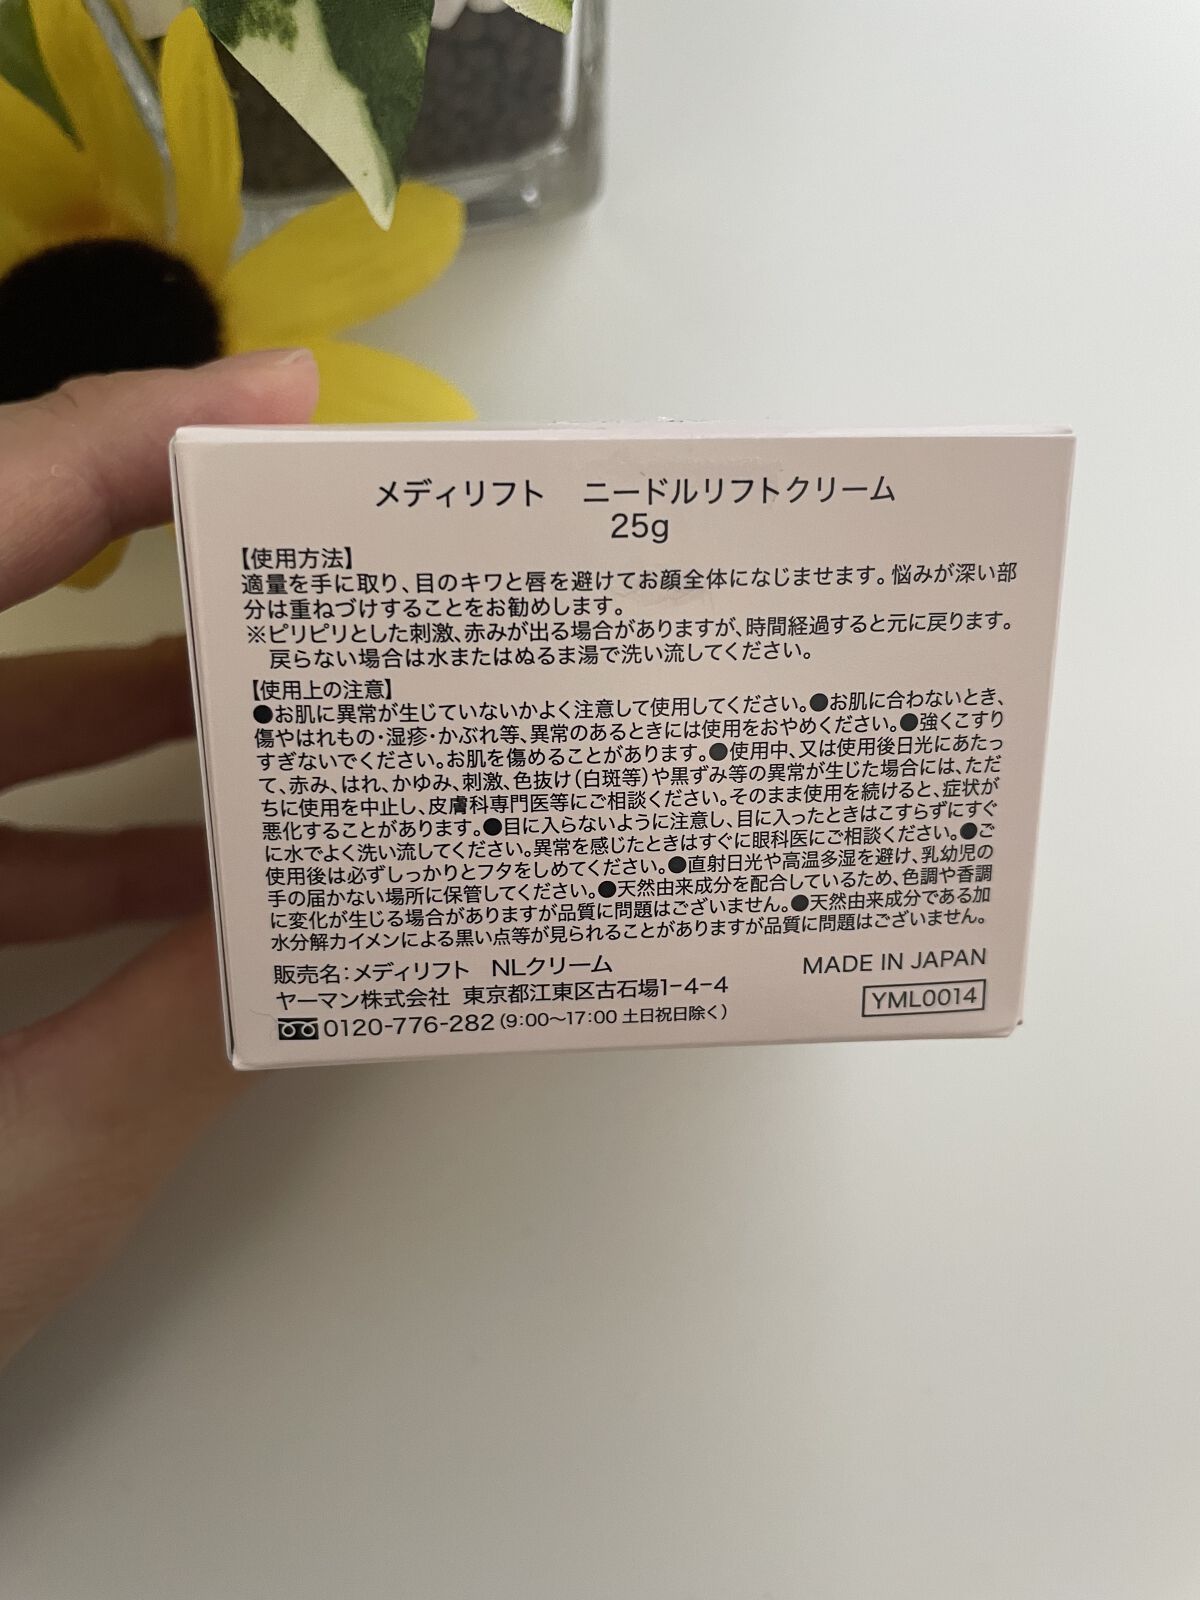 メディリフト　ニードルリフトクリーム
25g
【使用方法】
適量を手に取り、目のキワと唇を避けてお顔全体になじませます。悩みが深い部
分は重ねづけすることをお勧めします。
※ピリピリとした刺激、赤みが出る場合がありますが、時間経過すると元に戻ります。
戻らない場合は水またはぬるま湯で洗い流してください。
【使用上の注意】
●お肌に異常が生じていないかよく注意して使用してください。●お肌に合わないとき、
傷やはれもの・湿疹・かぶれ等、異常のあるときには使用をおやめください。●強くこすり
すぎないでください。お肌を傷めることがあります。●使用中、又は使用後日光にあたっ
て、赤み、はれ、かゆみ、刺激、色抜け（白斑等）や黒ずみ等の異常が生じた場合には、ただ
ちに使用を中止し、皮膚科専門医等にご相談ください。そのまま使用を続けると、症状が
悪化することがあります。●目に入らないように注意し、目に入ったときはこすらずにすぐ
に水でよく洗い流してください。異常を感じたときはすぐに眼科医にご相談ください。●ご
使用後は必ずしっかりとフタをしめてください。●直射日光や高温多湿を避け、乳幼児の
手の届かない場所に保管してください。●天然由来成分を配合しているため、色調や香調
に変化が生じる場合がありますが品質に問題はございません。●天然由来成分である加
水分解カイメンによる黒い点等が見られることがありますが品質に問題はございません。
販売名：メディリフト　NLクリーム
ヤーマン株式会社 東京都江東区古石場1-4-4
0120-776-282（9:00〜17:00 土日祝日除く）
MADE IN JAPAN
YML0014